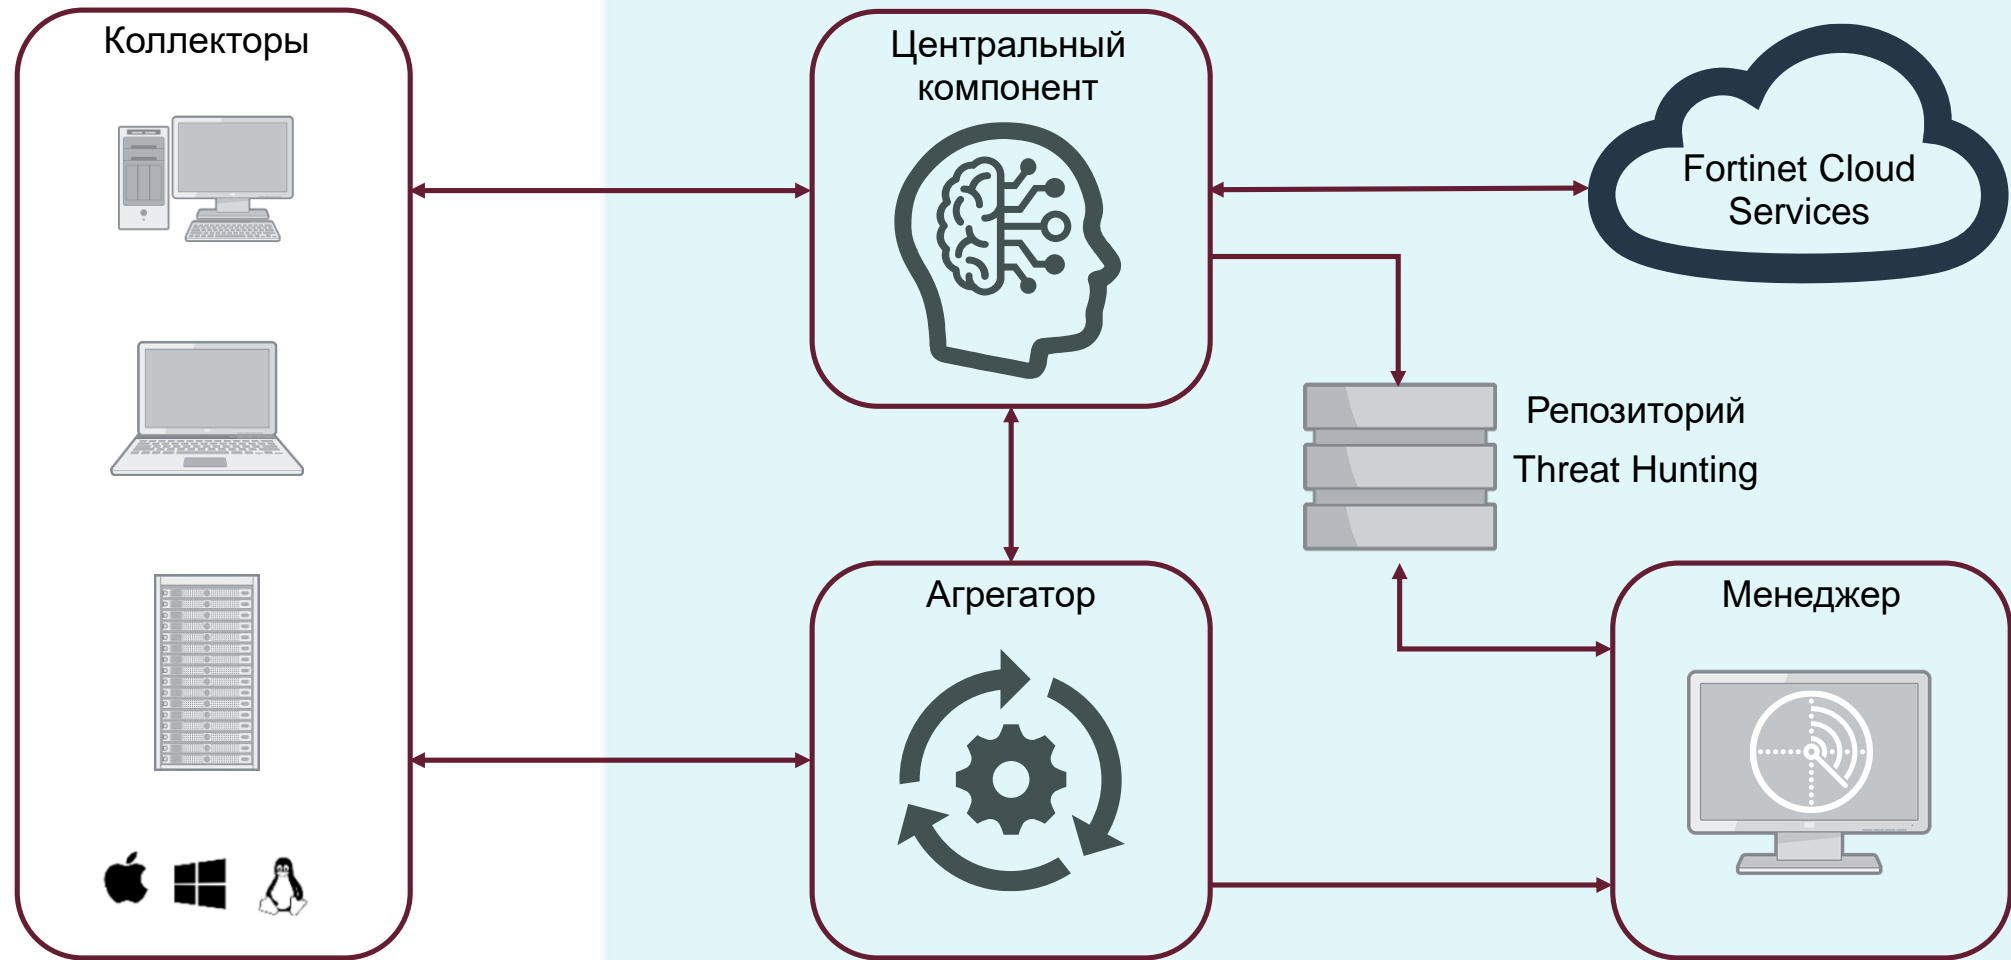 Коллекторы
Центральный
компонент
Fortinet Cloud
Services
Репозиторий
Threat Hunting
Агрегатор
Менеджер